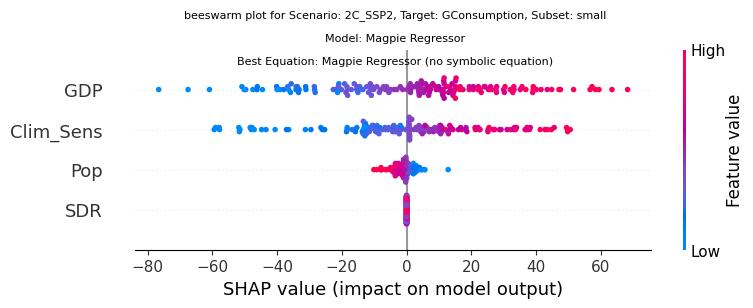 beeswarm plot for Scenario: 2C_SSP2, Target: GConsumption, Subset: small
Model: Magpie Regressor
Best Equation: Magpie Regressor (no symbolic equation)
High
GDP
Clim_Sens
Pop
SDR
Feature value
Low
−80 −60 −40 −20 0 20 40 60
SHAP value (impact on model output)